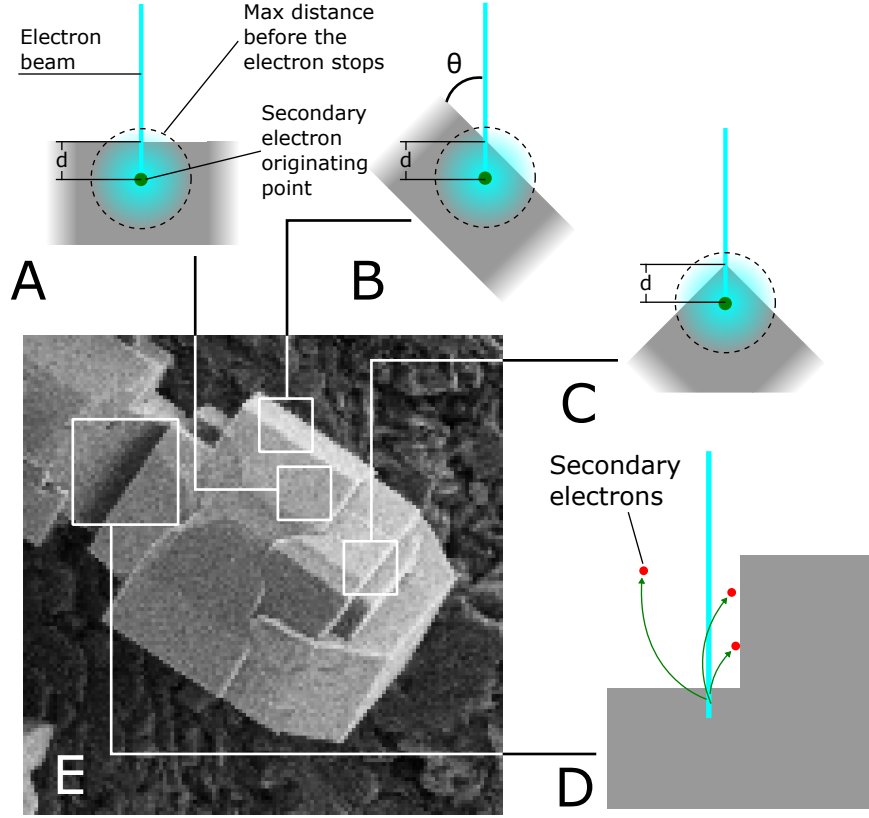 Electron
beam
Max distance
before the
electron stops
Secondary
electron
originating
point
d
A
θ
d
B
d
C
Secondary
electrons
D
E